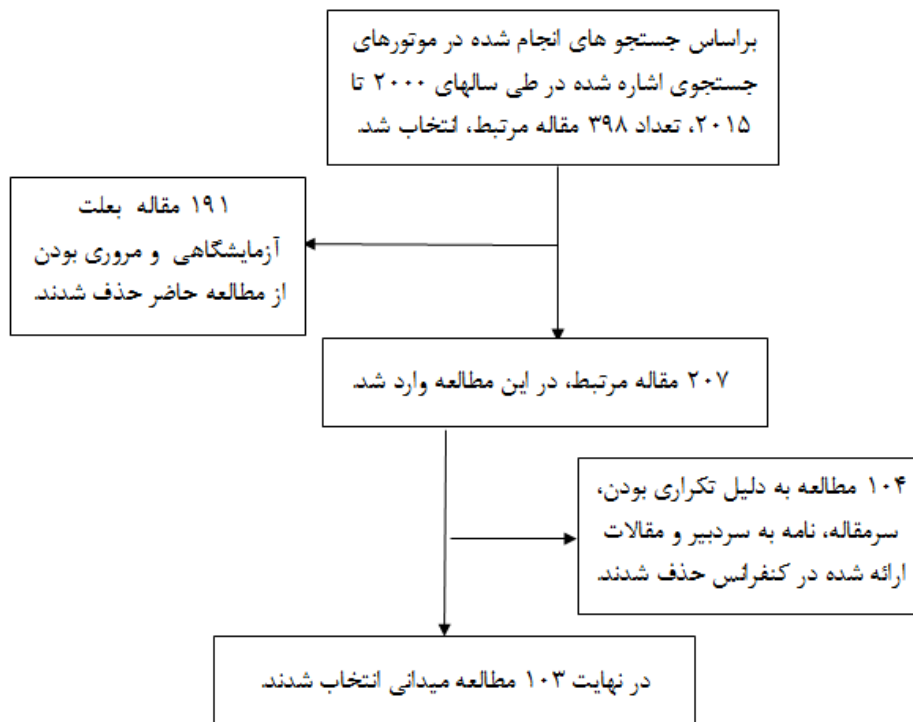 براساس جستجو های انجام شده در موتورهای
جستجوی اشاره شده در طی سالهای ۲۰۰۰ تا
۲۰۱۵، تعداد ۳۹۸ مقاله مرتبط، انتخاب شد.
۱۹۱ مقاله بعلت
آزمایشگاهی و مروری بودن
از مطالعه حاضر حذف شدند.
۲۰۷ مقاله مرتبط، در این مطالعه وارد شد.
۱۰۴ مطالعه به دلیل تکراری بودن،
سرمقاله، نامه به سردبیر و مقالات
ارائه شده در کنفرانس حذف شدند.
در نهایت ۱۰۳ مطالعه میدانی انتخاب شدند.